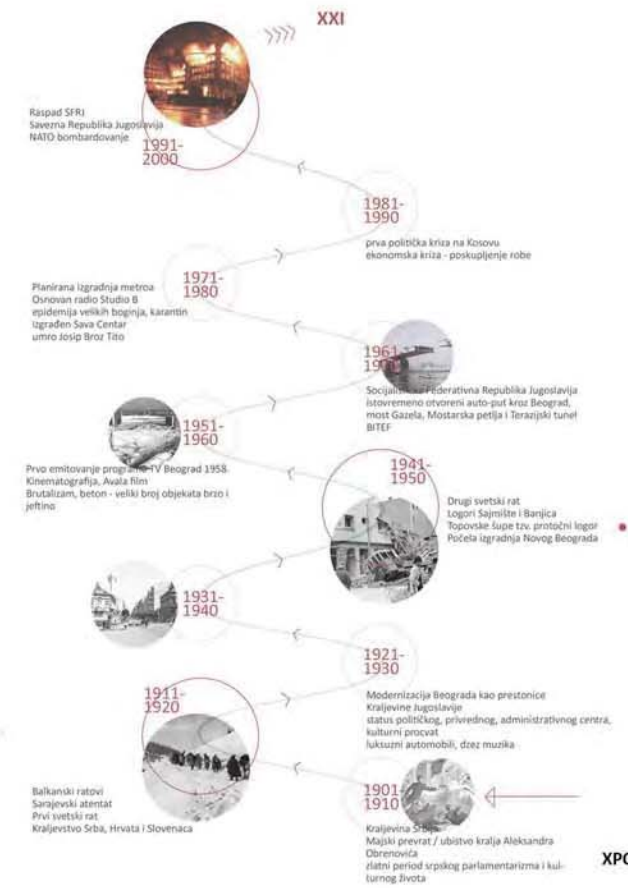 XXI
Raspad SFRJ
Savezna Republika Jugoslavija
NATO bombardovanje
1991-
2000
1981-
1990
prva politička kriza na Kosovu
ekonomska kriza - poskupljenje robe
1971-
1980
Planirana izgradnja metroa
Osnovan radio Studio B
epidemija velikih boginja, karantin
izgrađen Sava Centar
umro Josip Broz Tito
1961-
Federativna Republika Jugoslavija
istovremeno otvoreni auto-put kroz Beograd,
most Gazela, Mostarska petlja i Terazijski tunel
BITEF
1951-
1960
Prvo emitovanje programa TV Beograd 1958.
Kinematografija, Avala film
Brutalizam, beton - veliki broj objekata brzo i
jeftino
1941-
1950
Drugi svetski rat
Logori Sajmište i Banjica
Topovske šupe tzv. protočni logor
Počela izgradnja Novog Beograda
1931-
1940
1921-
1930
Modernizacija Beograda kao prestonice
Kraljevine Jugoslavije
status političkog, privrednog, administrativnog centra,
kulturni procvat
luksuzni automobili, dzez muzika
1911-
1920
Balkanski ratovi
Sarajevski atentat
Prvi svetski rat
Kraljevstvo Srba, Hrvata i Slovenaca
1901-
1910
Kraljevina Srbija
Majski prevrat / ubistvo kralja Aleksandra
Obrenovića
zlatni period srpskog parlamentarizma i kul-
turnog života